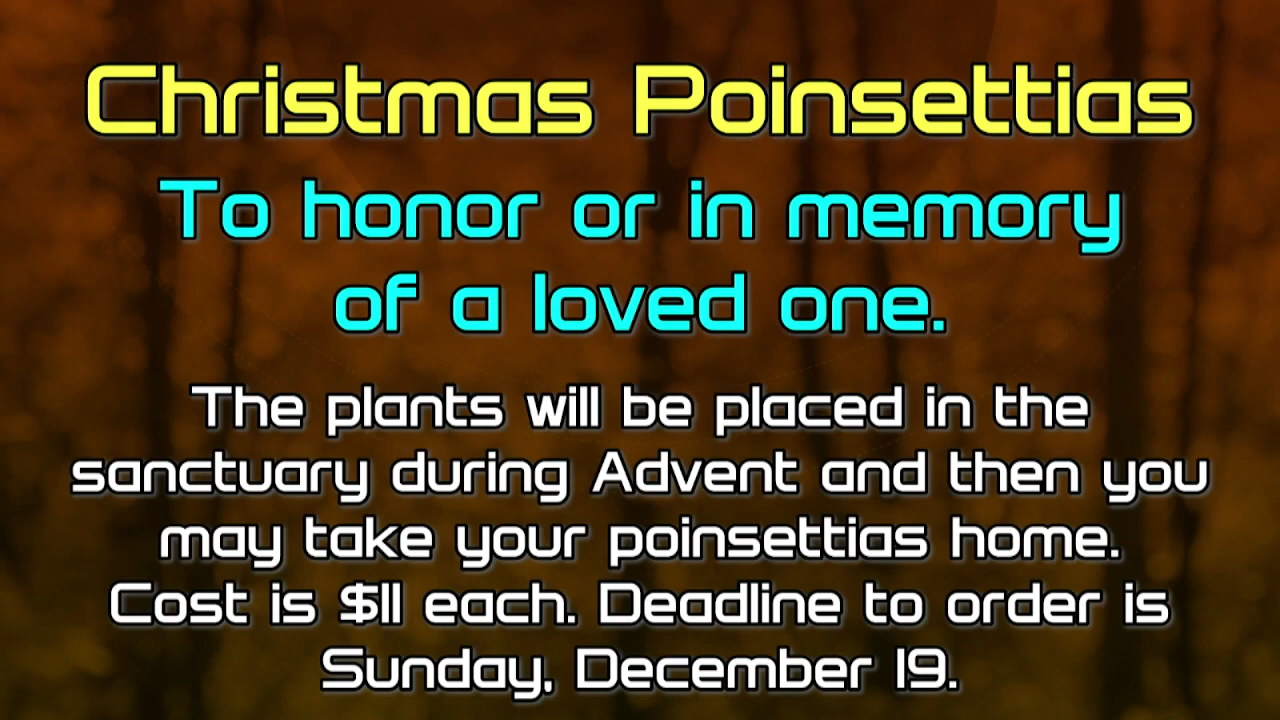 Christmas Poinsettias
To honor or in memory
of a loved one.
The plants will be placed in the
sanctuary during Advent and then you
may take your poinsettias home.
Cost is $11 each. Deadline to order is
Sunday, December 19.